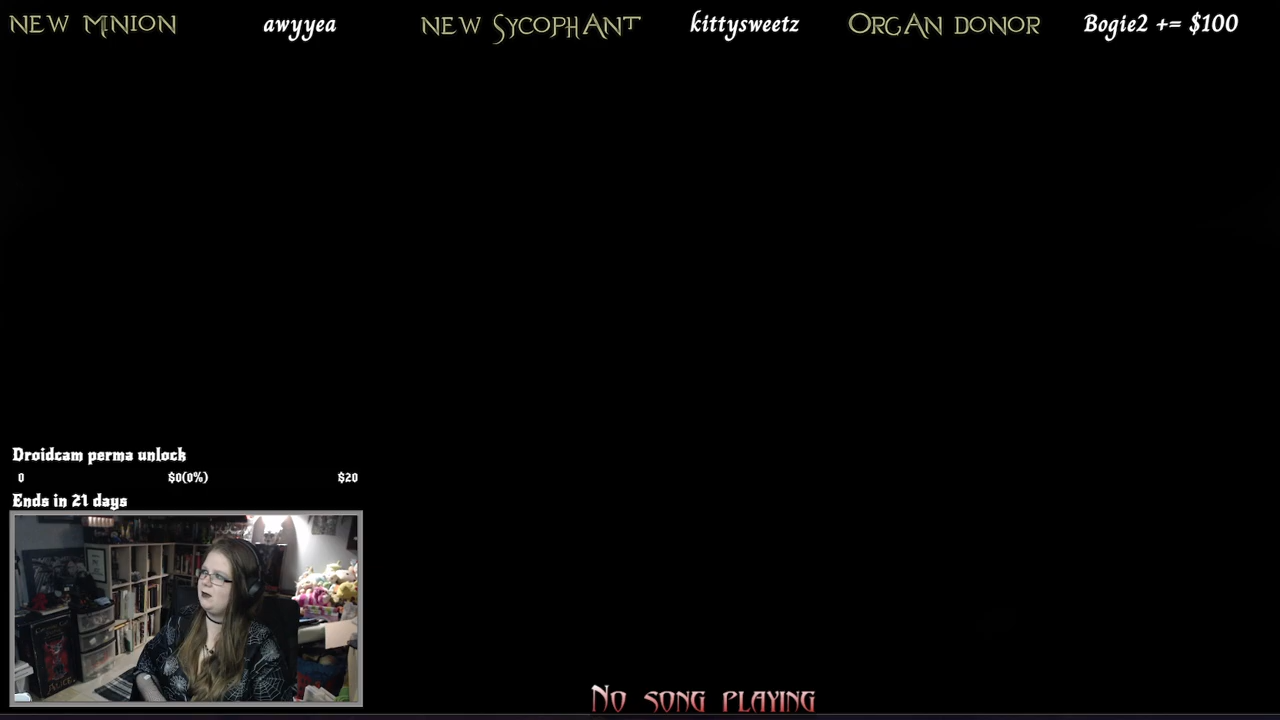 NEW MINION awyyea NEW SYCOPHANT kittysweetz ORGAN DONOR Bogie2 += $100
Droidcam perma unlock
0 $0(0%) $20
Ends in 21 days
ALICE
No song playing